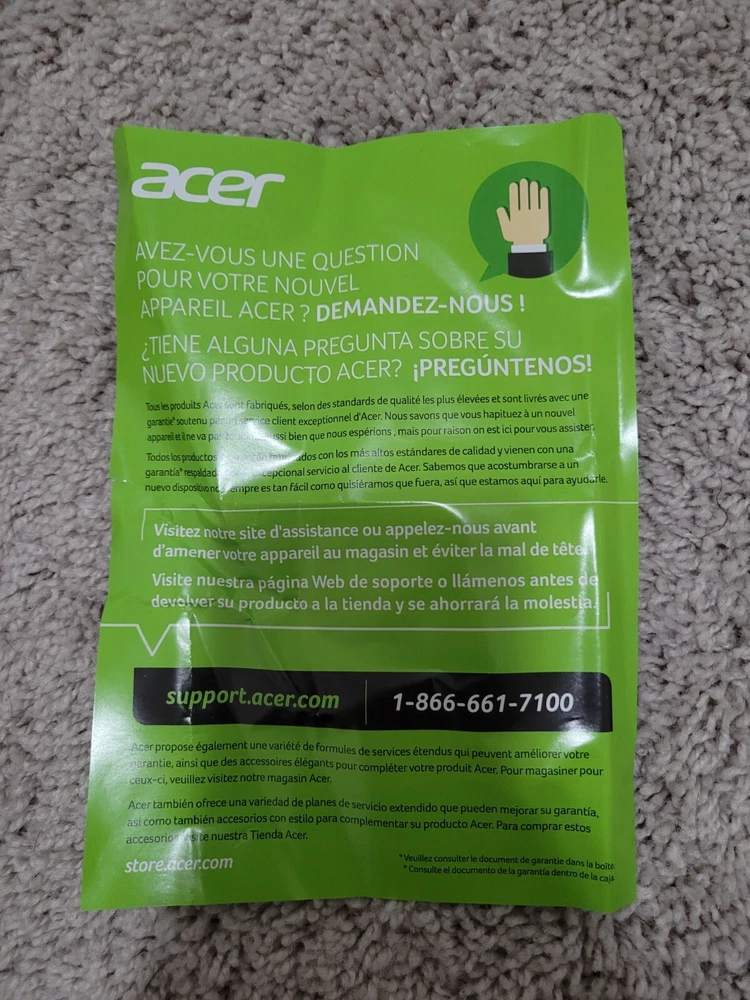 acer
AVEZ-VOUS UNE QUESTION
POUR VOTRE NOUVEL
APPAREIL ACER ? DEMANDEZ-NOUS !
¿TIENE ALGUNA PREGUNTA SOBRE SU
NUEVO PRODUCTO ACER? ¡PREGÚNTENOS!
Tous les produits Acer sont fabriqués, selon des standards de qualité les plus élevées et sont livrés avec une
garantie* soutenu par un service client exceptionnel d'Acer. Nous savons que vous hapituez à un nouvel
appareil et il ne va pas aussi bien que nous espérions , mais pour raison on est ici pour vous assister.
Todos los productos están con los más altos estándares de calidad y vienen con una
garantía* excepcional servicio al cliente de Acer. Sabemos que acostumbrarse a un
nuevo dispositivo no siempre es tan fácil como quisiéramos que fuera, así que estamos aquí para ayudarle.
Visitez notre site d'assistance ou appelez-nous avant
d'amener votre appareil au magasin et éviter la mal de tête.
Visite nuestra página Web de soporte o llámenos antes de
devolver su producto a la tienda y se ahorrará la molestia.
support.acer.com 1-866-661-7100
Acer propose également une variété de formules de services étendus qui peuvent améliorer votre
garantie, ainsi que des accessoires élégants pour compléter votre produit Acer. Pour magasiner pour
ceux-ci, veuillez visitez notre magasin Acer.
Acer también ofrece una variedad de planes de servicio extendido que pueden mejorar su garantía,
así como también accesorios con estilo para complementar su producto Acer. Para comprar estos
nuestra Tienda Acer.
store.acer.com
* Veuillez consulter le document de garantie dans la boîte
* Consulte el documento de la garantía dentro de la caja